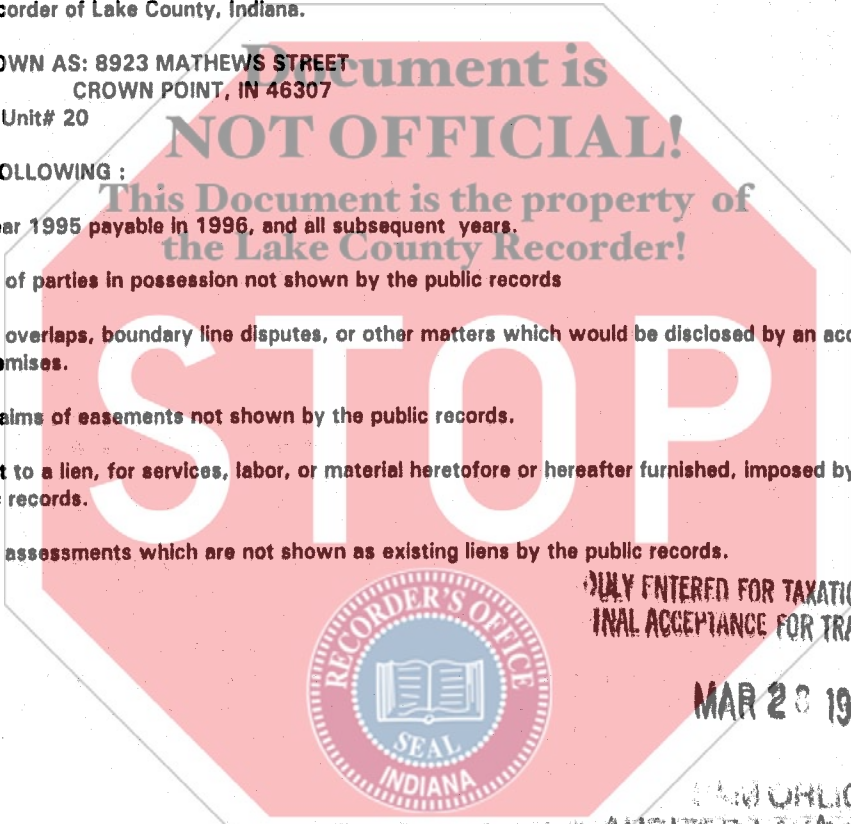 corder of Lake County, Indiana.
OWN AS: 8923 MATHEWS STREET
CROWN POINT, IN 46307
Unit# 20
OLLOWING :
ar 1995 payable in 1996, and all subsequent years.
of parties in possession not shown by the public records
overlaps, boundary line disputes, or other matters which would be disclosed by an acc
mises.
aims of easements not shown by the public records.
t to a lien, for services, labor, or material heretofore or hereafter furnished, imposed by
records.
assessments which are not shown as existing liens by the public records.
Document is
NOT OFFICIAL!
This Document is the property of
the Lake County Recorder!
STOP
RECORDER'S OFFICE
SEAL
INDIANA
DULY ENTERED FOR TAXATIO
INAL ACCEPTANCE FOR TRA
MAR 28 19